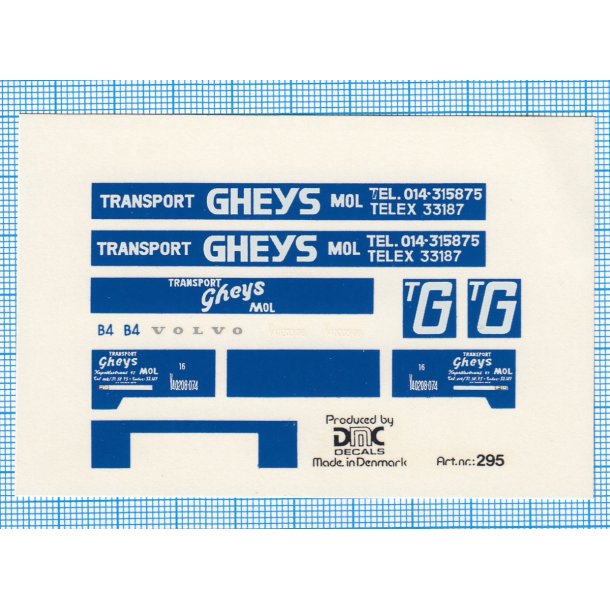 TRANSPORT GHEYS MOL TEL. 014-315875
TELEX 33187
TRANSPORT GHEYS MOL TEL. 014-315875
TELEX 33187
TRANSPORT
Gheys
MOL
TG TG
B4 B4 VOLVO
TRANSPORT
Gheys
MOL
16
TRANSPORT
Gheys
MOL
16
Produced by
DMC
DECALS
Made in Denmark
Art.nr.: 295